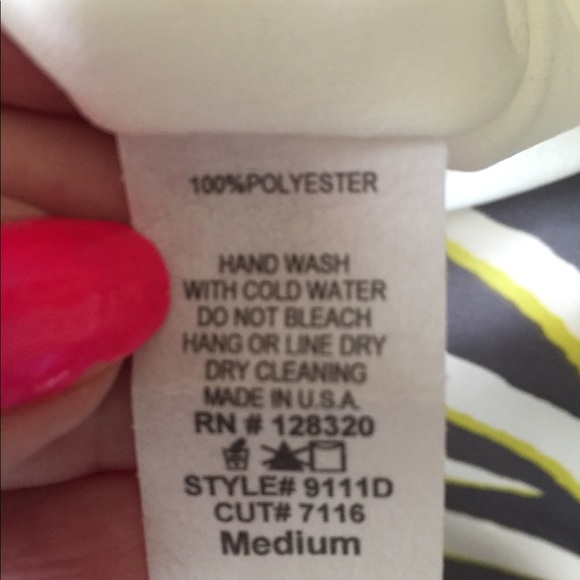 100%POLYESTER
HAND WASH
WITH COLD WATER
DO NOT BLEACH
HANG OR LINE DRY
DRY CLEANING
MADE IN U.S.A.
RN # 128320
STYLE# 9111D
CUT# 7116
Medium